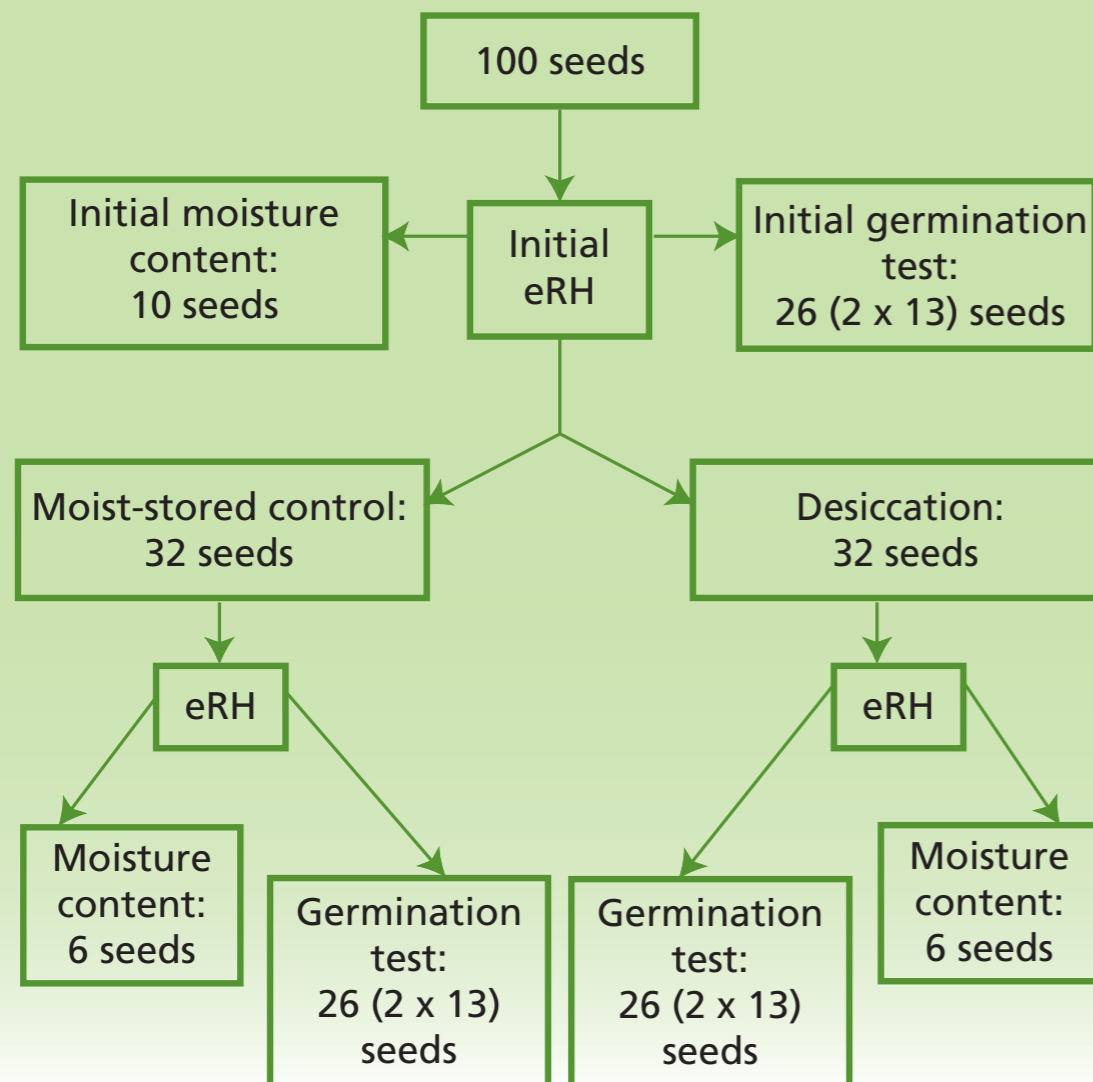 100 seeds
Initial moisture
content:
10 seeds
Initial
eRH
Initial germination
test:
26 (2 x 13) seeds
Moist-stored control:
32 seeds
Desiccation:
32 seeds
eRH
eRH
Moisture
content:
6 seeds
Germination
test:
26 (2 x 13)
seeds
Germination
test:
26 (2 x 13)
seeds
Moisture
content:
6 seeds